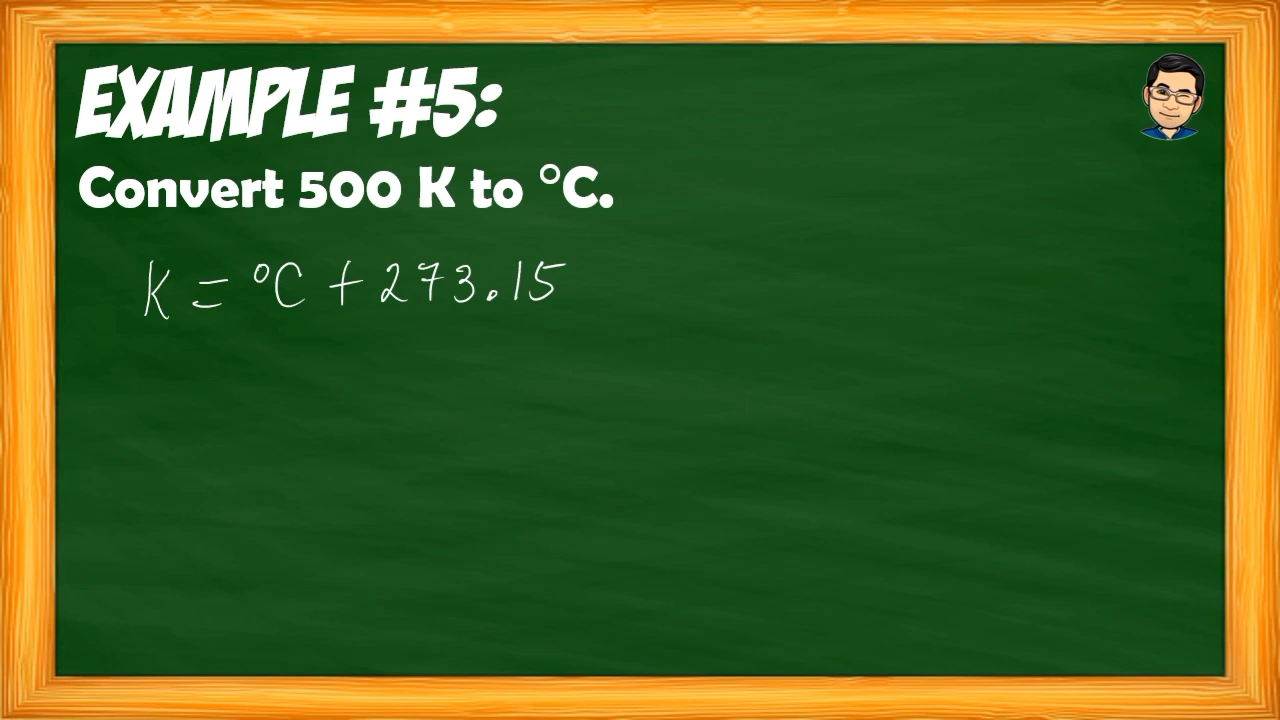 EXAMPLE #5:
Convert 500 K to °C.
K = °C + 273.15